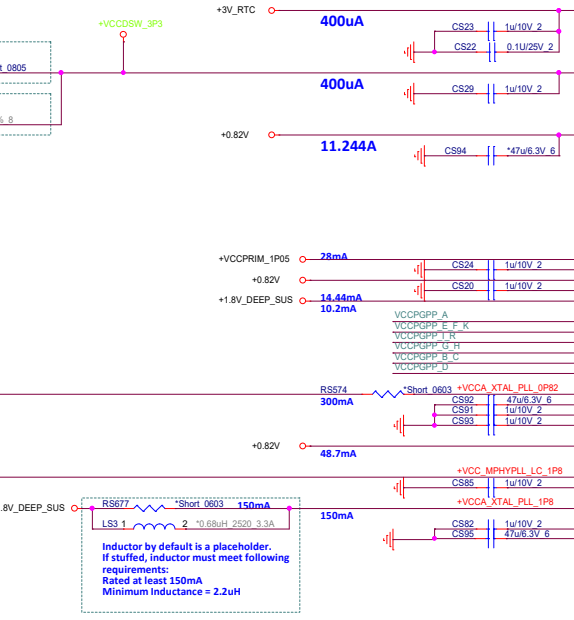 +3V_RTC
400uA
+VCCDSW_3P3
CS23 1u/10V_2
CS22 0.1U/25V_2
t_0805
400uA
CS29 1u/10V_2
+0.82V
11.244A
CS94 *47u/6.3V_6
+VCCPRIM_1P05 28mA
CS24 1u/10V_2
+0.82V
CS20 1u/10V_2
+1.8V_DEEP_SUS 14.44mA
10.2mA
VCCPGPP_A
VCCPGPP_E_F_K
VCCPGPP_I_R
VCCPGPP_G_H
VCCPGPP_B_C
VCCPGPP_D
RS574 *Short_0603 +VCCA_XTAL_PLL_0P82
300mA
CS92 47u/6.3V_6
CS91 1u/10V_2
CS93 1u/10V_2
+0.82V
48.7mA
+VCC_MPHYPLL_LC_1P8
CS85 1u/10V_2
.8V_DEEP_SUS RS677 *Short_0603 150mA +VCCA_XTAL_PLL_1P8
150mA
LS3 1 2 *0.68uH_2520_3.3A
CS82 1u/10V_2
CS95 47u/6.3V_6
Inductor by default is a placeholder.
If stuffed, inductor must meet following
requirements:
Rated at least 150mA
Minimum Inductance = 2.2uH